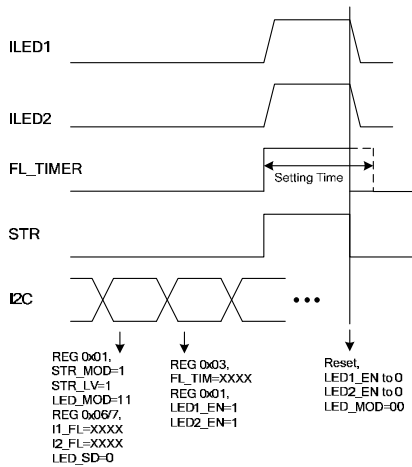 ILED1
ILED2
FL_TIMER
Setting Time
STR
I2C
REG 0x01,
STR_MOD=1
STR_LV=1
LED_MOD=11
REG 0x06/7,
I1_FL=XXXX
I2_FL=XXXX
LED_SD=0
REG 0x03,
FL_TIM=XXXX
REG 0x01,
LED1_EN=1
LED2_EN=1
Reset,
LED1_EN to 0
LED2_EN to 0
LED_MOD=00